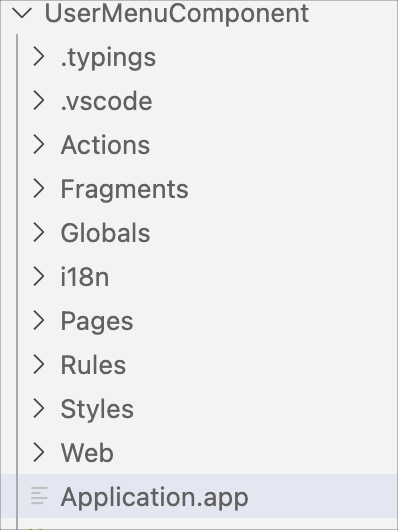 UserMenuComponent
.typings
.vscode
Actions
Fragments
Globals
i18n
Pages
Rules
Styles
Web
Application.app